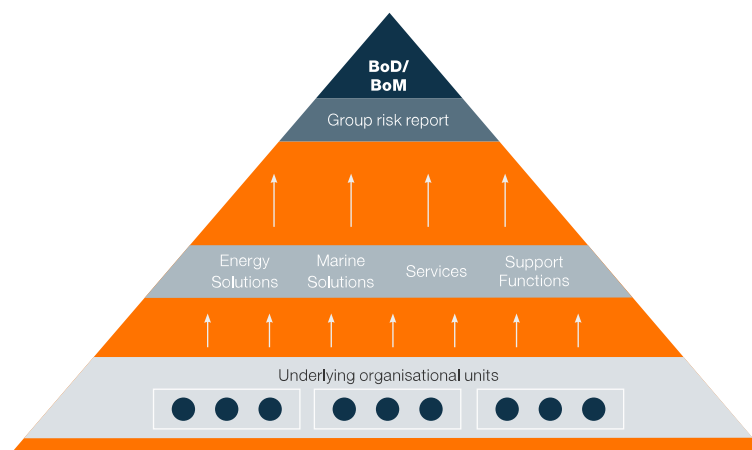 BoD/
BoM
Group risk report
Energy
Solutions
Marine
Solutions
Services
Support
Functions
Underlying organisational units